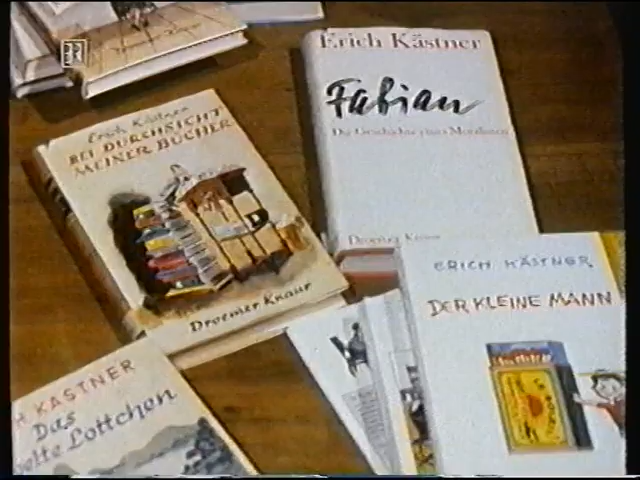 Erich Kästner
Fabian
Die Geschichte eines Moralisten
Droemer Knaur
Erich Kästner
BEI DURCHSICHT
MEINER BÜCHER
Droemer Knaur
ERICH KÄSTNER
DER KLEINE MANN
H KÄSTNER
Das
pelte Lottchen